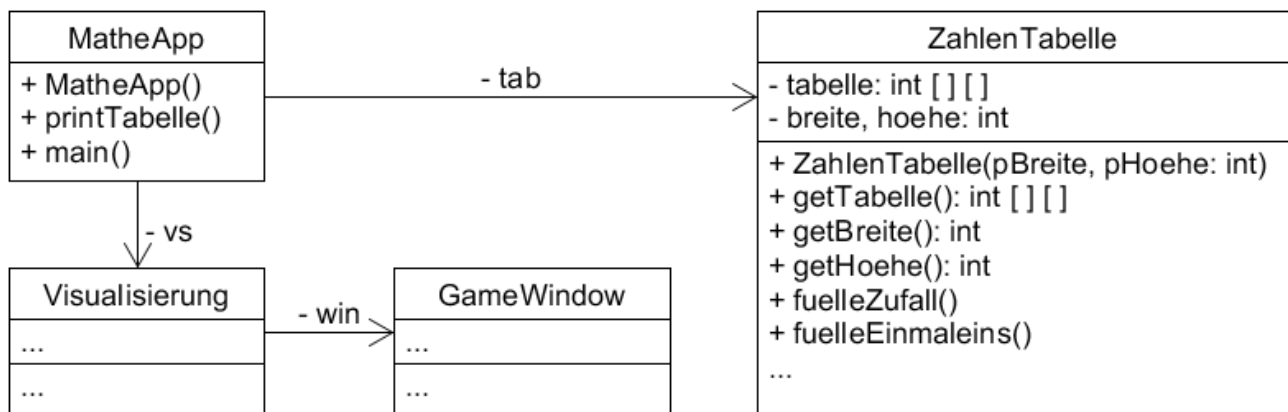 MatheApp
+ MatheApp()
+ printTabelle()
+ main()
- tab
ZahlenTabelle
- tabelle: int [ ] [ ]
- breite, hoehe: int
+ ZahlenTabelle(pBreite, pHoehe: int)
+ getTabelle(): int [ ] [ ]
+ getBreite(): int
+ getHoehe(): int
+ fuelleZufall()
+ fuelleEinmaleins()
...
- vs
Visualisierung
...
...
- win
GameWindow
...
...